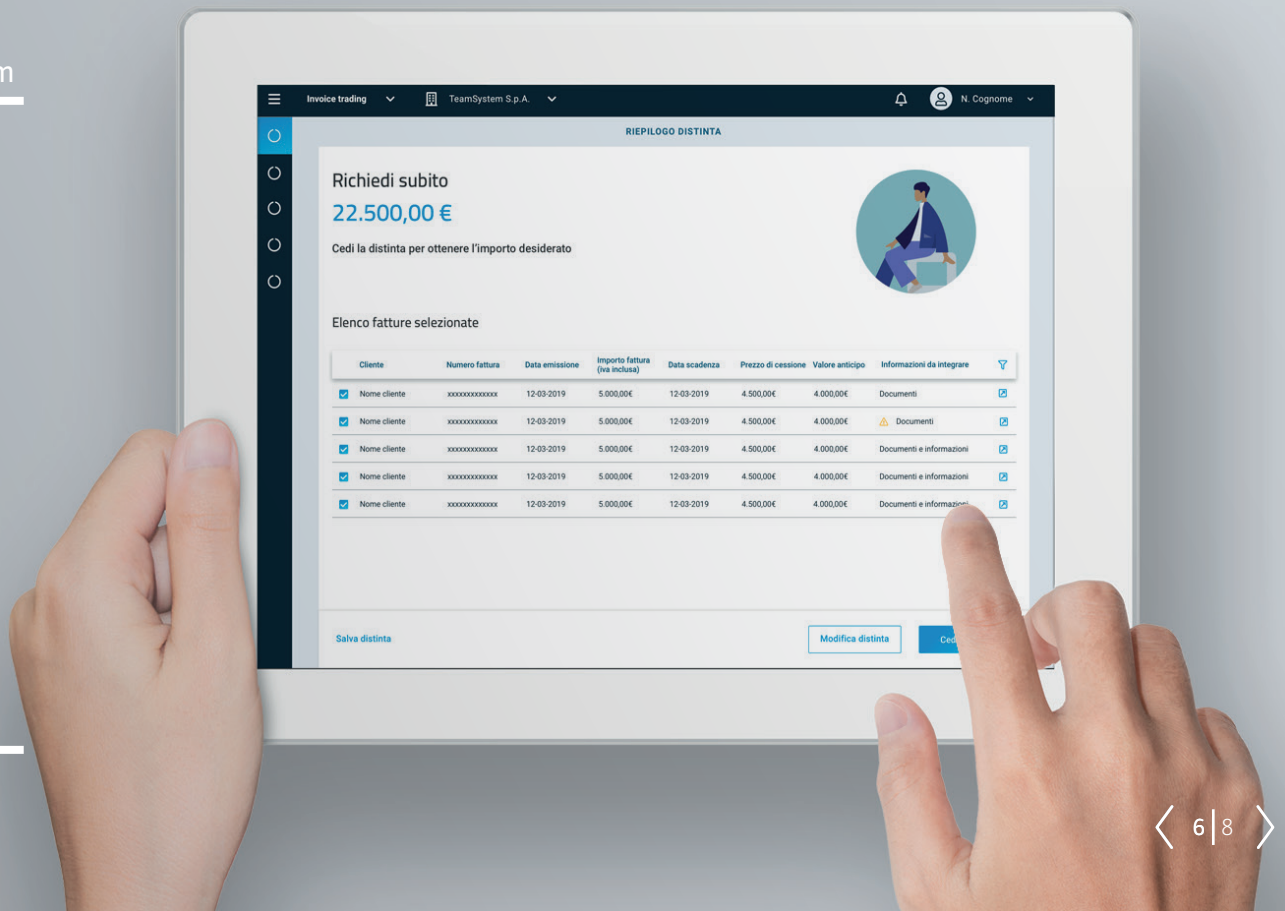 m
Invoice trading TeamSystem S.p.A. N. Cognome
RIEPILOGO DISTINTA
Richiedi subito
22.500,00 €
Cedi la distinta per ottenere l'importo desiderato
Elenco fatture selezionate
Cliente Numero fattura Data emissione Importo fattura (iva inclusa) Data scadenza Prezzo di cessione Valore anticipo Informazioni da integrare
Nome cliente xxxxxxxxxxxxx 12-03-2019 5.000,00€ 12-03-2019 4.500,00€ 4.000,00€ Documenti
Nome cliente xxxxxxxxxxxxx 12-03-2019 5.000,00€ 12-03-2019 4.500,00€ 4.000,00€ Documenti
Nome cliente xxxxxxxxxxxxx 12-03-2019 5.000,00€ 12-03-2019 4.500,00€ 4.000,00€ Documenti e informazioni
Nome cliente xxxxxxxxxxxxx 12-03-2019 5.000,00€ 12-03-2019 4.500,00€ 4.000,00€ Documenti e informazioni
Nome cliente xxxxxxxxxxxxx 12-03-2019 5.000,00€ 12-03-2019 4.500,00€ 4.000,00€ Documenti e informazioni
Salva distinta Modifica distinta Ced
6|8